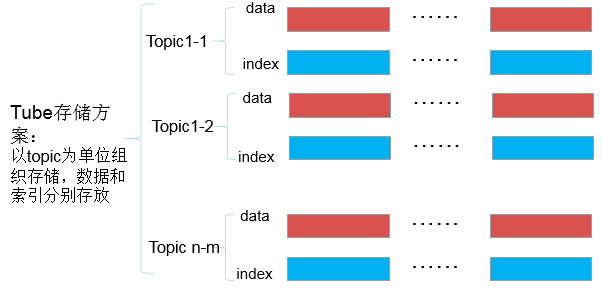 data
Topic1-1
······ ······
index
······ ······
data
Topic1-2
······
index
······
Tube存储方
案：
以topic为单位组
织存储，数据和
索引分别存放
data
······
Topic n-m
index
······